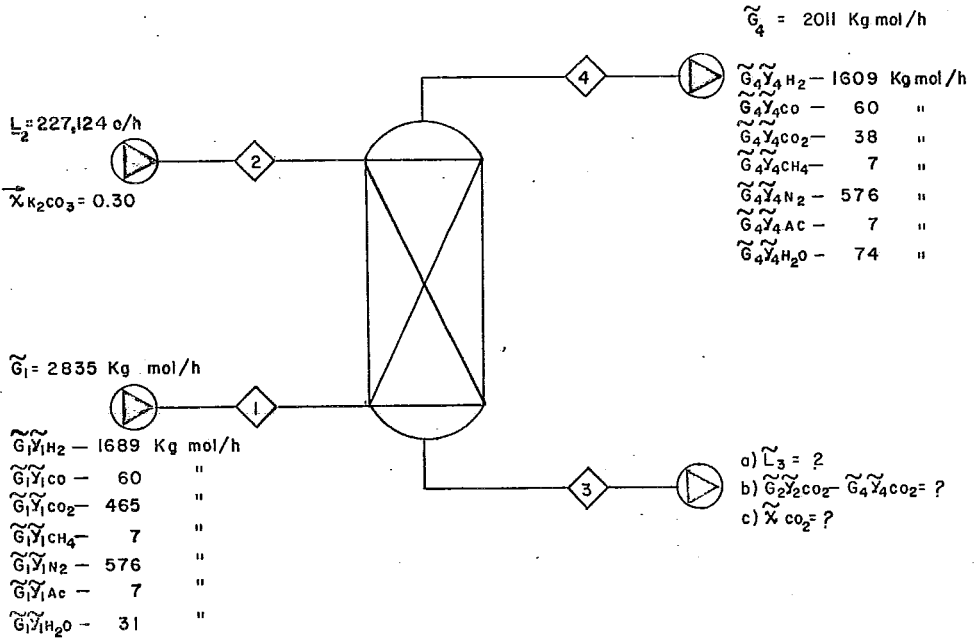 G̃₄ = 2011 Kg mol/h
G̃₄Ỹ₄H₂ — 1609 Kg mol/h
G̃₄Ỹ₄CO — 60 "
G̃₄Ỹ₄CO₂ — 38 "
G̃₄Ỹ₄CH₄ — 7 "
G̃₄Ỹ₄N₂ — 576 "
G̃₄Ỹ₄AC — 7 "
G̃₄Ỹ₄H₂O — 74 "
4
L₂ = 227,124 e/h
2
x̃ K₂CO₃ = 0.30
G̃₁ = 2835 Kg mol/h
1
G̃₁Ỹ₁H₂ — 1689 Kg mol/h
G̃₁Ỹ₁CO — 60 "
G̃₁Ỹ₁CO₂ — 465 "
G̃₁Ỹ₁CH₄ — 7 "
G̃₁Ỹ₁N₂ — 576 "
G̃₁Ỹ₁Ac — 7 "
G̃₁Ỹ₁H₂O — 31 "
3
a) L̃₃ = ?
b) G̃₂Ỹ₂CO₂ — G̃₄Ỹ₄CO₂ = ?
c) x̃ CO₂ = ?